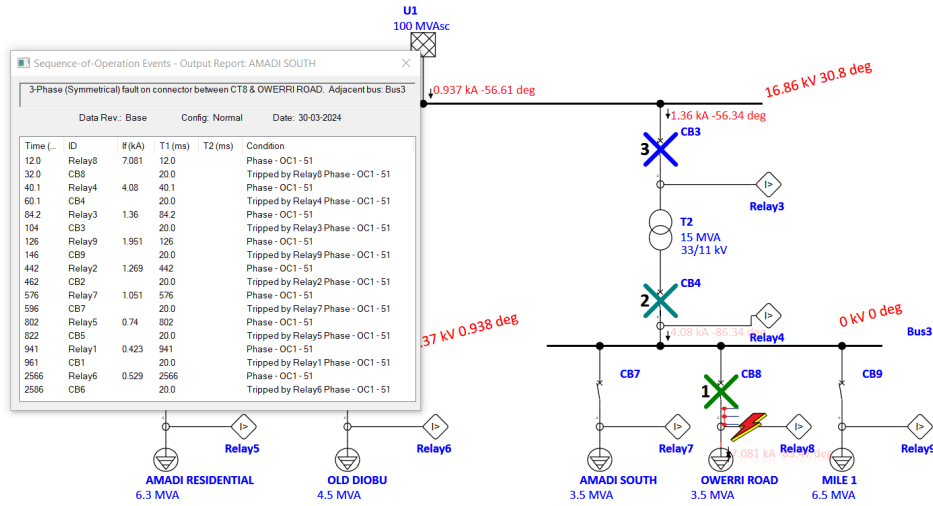 U1
100 MVAsc
Sequence-of-Operation Events - Output Report: AMADI SOUTH
3-Phase (Symmetrical) fault on connector between CT8 & OWERRI ROAD. Adjacent bus: Bus3
Data Rev.: Base Config: Normal Date: 30-03-2024
Time (... ID If (kA) T1 (ms) T2 (ms) Condition
12.0 Relay8 7.081 12.0 Phase - OC1 - 51
32.0 CB8 20.0 Tripped by Relay8 Phase - OC1 - 51
40.1 Relay4 4.08 40.1 Phase - OC1 - 51
60.1 CB4 20.0 Tripped by Relay4 Phase - OC1 - 51
84.2 Relay3 1.36 84.2 Phase - OC1 - 51
104 CB3 20.0 Tripped by Relay3 Phase - OC1 - 51
126 Relay9 1.951 126 Phase - OC1 - 51
146 CB9 20.0 Tripped by Relay9 Phase - OC1 - 51
442 Relay2 1.269 442 Phase - OC1 - 51
462 CB2 20.0 Tripped by Relay2 Phase - OC1 - 51
576 Relay7 1.051 576 Phase - OC1 - 51
596 CB7 20.0 Tripped by Relay7 Phase - OC1 - 51
802 Relay5 0.74 802 Phase - OC1 - 51
822 CB5 20.0 Tripped by Relay5 Phase - OC1 - 51
941 Relay1 0.423 941 Phase - OC1 - 51
961 CB1 20.0 Tripped by Relay1 Phase - OC1 - 51
2566 Relay6 0.529 2566 Phase - OC1 - 51
2586 CB6 20.0 Tripped by Relay6 Phase - OC1 - 51
0.937 kA -56.61 deg
16.86 kV 30.8 deg
1.36 kA -56.34 deg
CB3
3
I>
Relay3
T2
15 MVA
33/11 kV
CB4
2
I>
Relay4
4.08 kA -86.34 deg
.37 kV 0.938 deg
0 kV 0 deg
Bus3
CB7 CB8 CB9
1
I> I> I> I> I>
Relay5 Relay6 Relay7 Relay8 Relay9
7.081 kA deg
AMADI RESIDENTIAL OLD DIOBU AMADI SOUTH OWERRI ROAD MILE 1
6.3 MVA 4.5 MVA 3.5 MVA 3.5 MVA 6.5 MVA